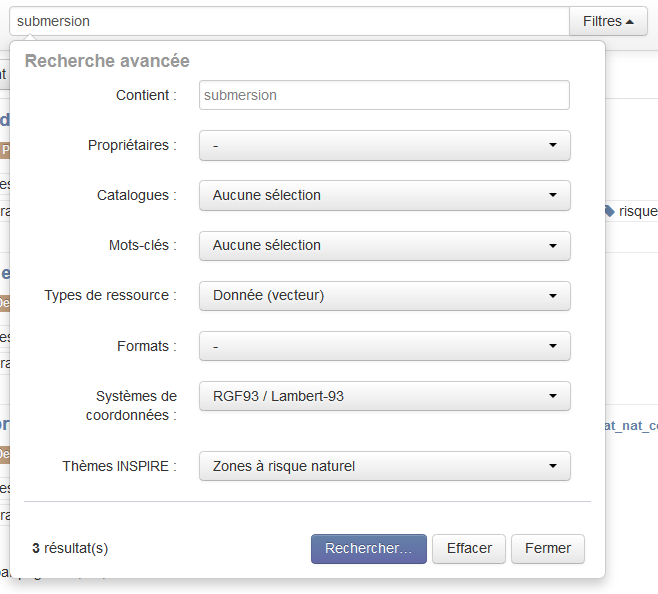 submersion
Filtres
Recherche avancée
Contient :
submersion
Propriétaires :
-
Catalogues :
Aucune sélection
Mots-clés :
Aucune sélection
risque
Types de ressource :
Donnée (vecteur)
Formats :
-
Systèmes de
coordonnées :
RGF93 / Lambert-93
at_nat_c
Thèmes INSPIRE :
Zones à risque naturel
3 résultat(s)
Rechercher...
Effacer
Fermer